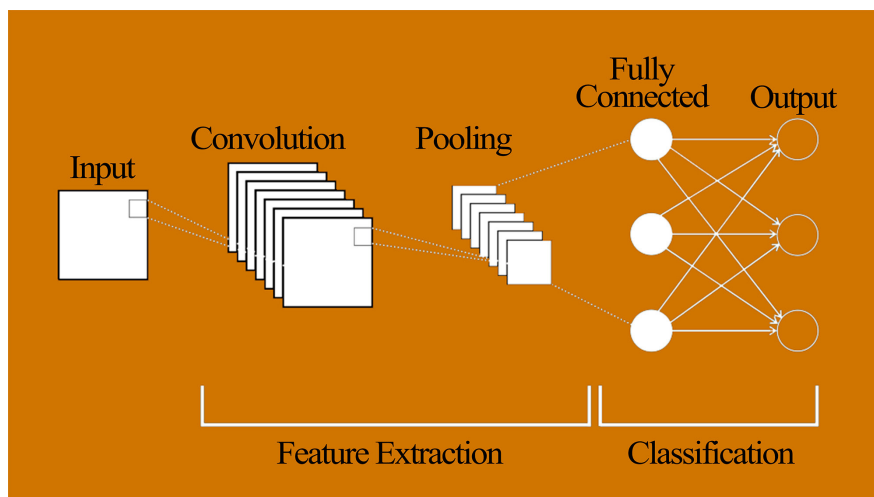 Input
Convolution
Pooling
Fully
Connected
Output
Feature Extraction
Classification